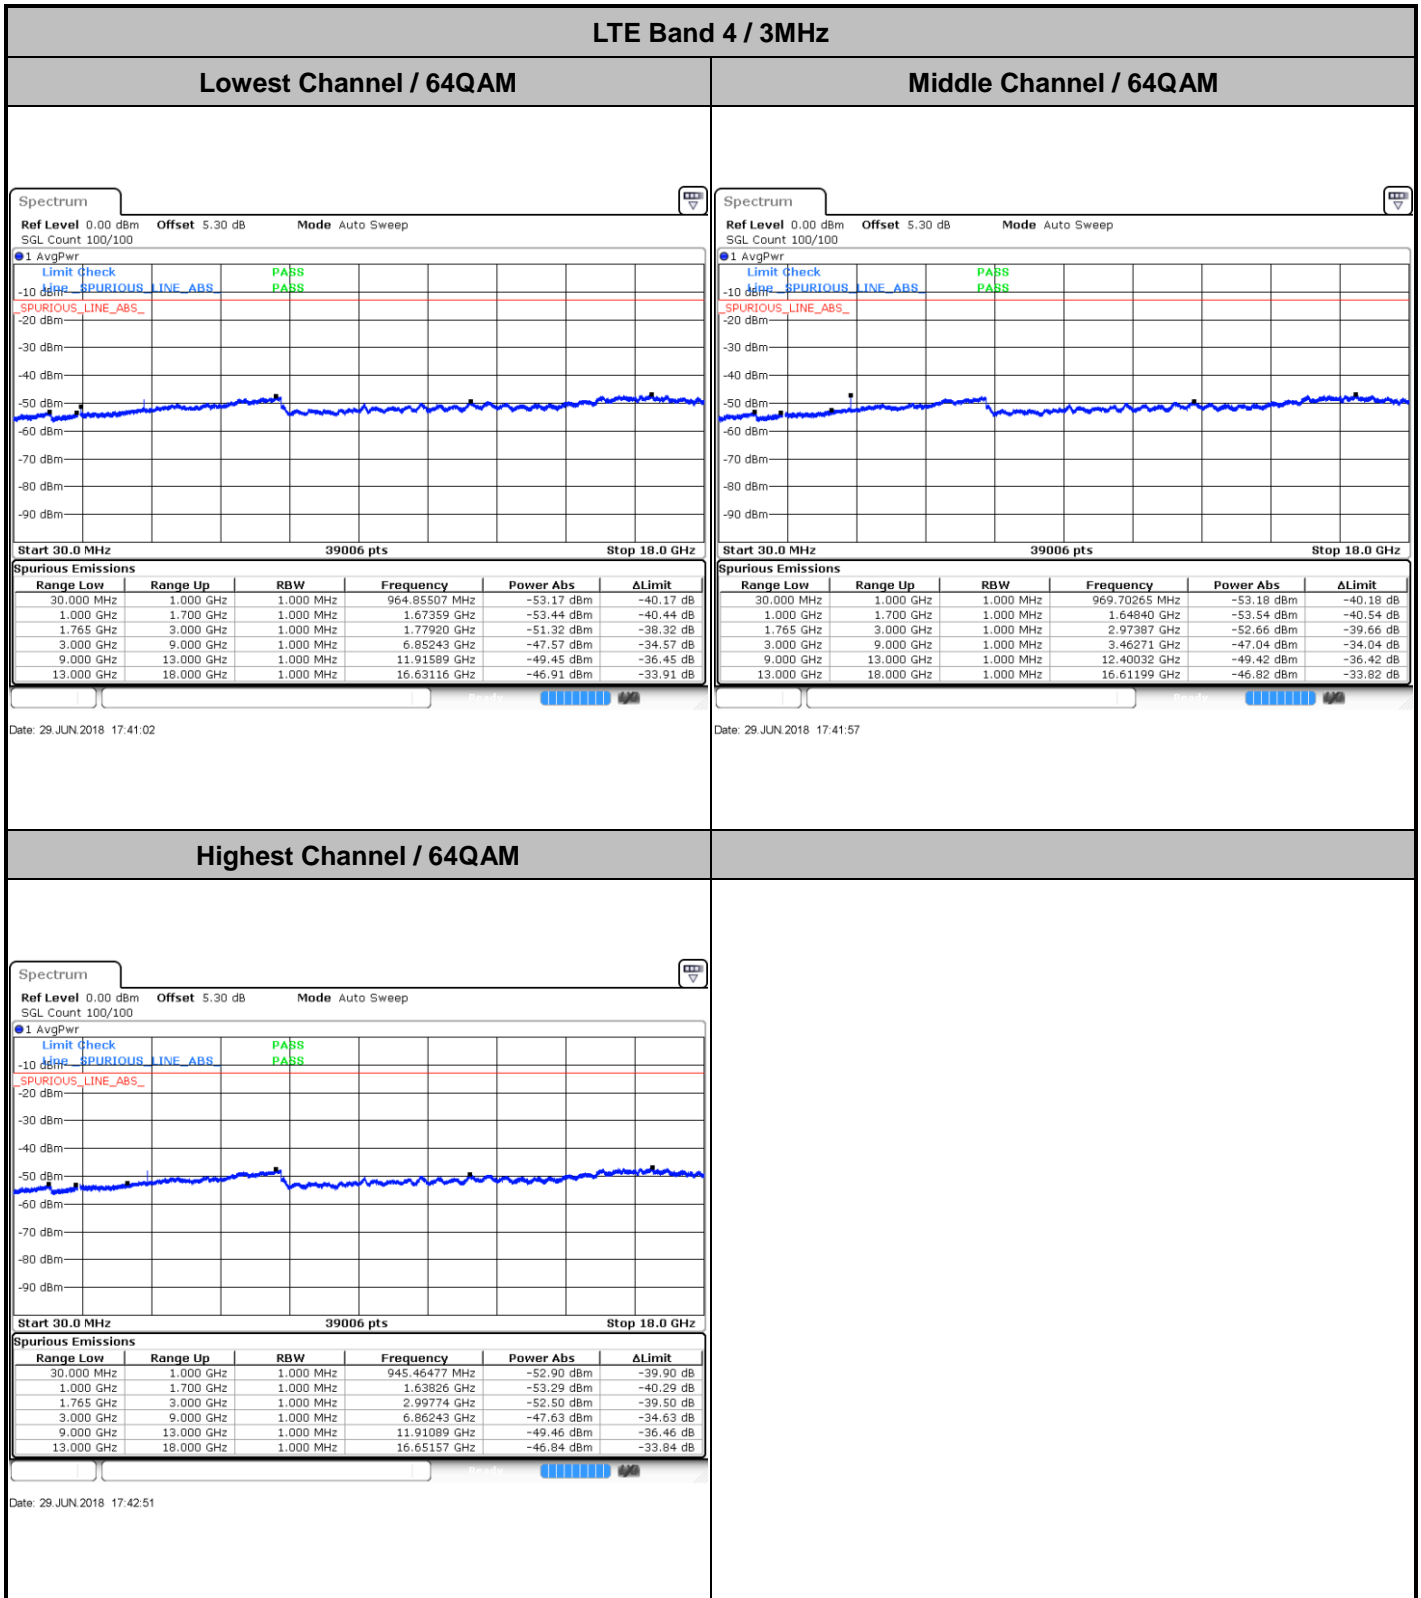 LTE Band 4 / 3MHz
Lowest Channel / 64QAM
Middle Channel / 64QAM
Spectrum
Ref Level 0.00 dBm Offset 5.30 dB Mode Auto Sweep
SGL Count 100/100
1 AvgPwr
Limit Check PASS
Line _SPURIOUS_LINE_ABS_ PASS
-10 dBm
_SPURIOUS_LINE_ABS_
-20 dBm
-30 dBm
-40 dBm
-50 dBm
-60 dBm
-70 dBm
-80 dBm
-90 dBm
Start 30.0 MHz 39006 pts Stop 18.0 GHz
Spurious Emissions
Range Low Range Up RBW Frequency Power Abs ΔLimit
30.000 MHz 1.000 GHz 1.000 MHz 964.85507 MHz -53.17 dBm -40.17 dB
1.000 GHz 1.700 GHz 1.000 MHz 1.67359 GHz -53.44 dBm -40.44 dB
1.765 GHz 3.000 GHz 1.000 MHz 1.77920 GHz -51.32 dBm -38.32 dB
3.000 GHz 9.000 GHz 1.000 MHz 6.85243 GHz -47.57 dBm -34.57 dB
9.000 GHz 13.000 GHz 1.000 MHz 11.91589 GHz -49.45 dBm -36.45 dB
13.000 GHz 18.000 GHz 1.000 MHz 16.63116 GHz -46.91 dBm -33.91 dB
Ready
Date: 29.JUN.2018 17:41:02
Spectrum
Ref Level 0.00 dBm Offset 5.30 dB Mode Auto Sweep
SGL Count 100/100
1 AvgPwr
Limit Check PASS
Line _SPURIOUS_LINE_ABS_ PASS
-10 dBm
_SPURIOUS_LINE_ABS_
-20 dBm
-30 dBm
-40 dBm
-50 dBm
-60 dBm
-70 dBm
-80 dBm
-90 dBm
Start 30.0 MHz 39006 pts Stop 18.0 GHz
Spurious Emissions
Range Low Range Up RBW Frequency Power Abs ΔLimit
30.000 MHz 1.000 GHz 1.000 MHz 969.70265 MHz -53.18 dBm -40.18 dB
1.000 GHz 1.700 GHz 1.000 MHz 1.64840 GHz -53.54 dBm -40.54 dB
1.765 GHz 3.000 GHz 1.000 MHz 2.97387 GHz -52.66 dBm -39.66 dB
3.000 GHz 9.000 GHz 1.000 MHz 3.46271 GHz -47.04 dBm -34.04 dB
9.000 GHz 13.000 GHz 1.000 MHz 12.40032 GHz -49.42 dBm -36.42 dB
13.000 GHz 18.000 GHz 1.000 MHz 16.61199 GHz -46.82 dBm -33.82 dB
Ready
Date: 29.JUN.2018 17:41:57
Highest Channel / 64QAM
Spectrum
Ref Level 0.00 dBm Offset 5.30 dB Mode Auto Sweep
SGL Count 100/100
1 AvgPwr
Limit Check PASS
Line _SPURIOUS_LINE_ABS_ PASS
-10 dBm
_SPURIOUS_LINE_ABS_
-20 dBm
-30 dBm
-40 dBm
-50 dBm
-60 dBm
-70 dBm
-80 dBm
-90 dBm
Start 30.0 MHz 39006 pts Stop 18.0 GHz
Spurious Emissions
Range Low Range Up RBW Frequency Power Abs ΔLimit
30.000 MHz 1.000 GHz 1.000 MHz 945.46477 MHz -52.90 dBm -39.90 dB
1.000 GHz 1.700 GHz 1.000 MHz 1.63826 GHz -53.29 dBm -40.29 dB
1.765 GHz 3.000 GHz 1.000 MHz 2.99774 GHz -52.50 dBm -39.50 dB
3.000 GHz 9.000 GHz 1.000 MHz 6.86243 GHz -47.63 dBm -34.63 dB
9.000 GHz 13.000 GHz 1.000 MHz 11.91089 GHz -49.46 dBm -36.46 dB
13.000 GHz 18.000 GHz 1.000 MHz 16.65157 GHz -46.84 dBm -33.84 dB
Ready
Date: 29.JUN.2018 17:42:51